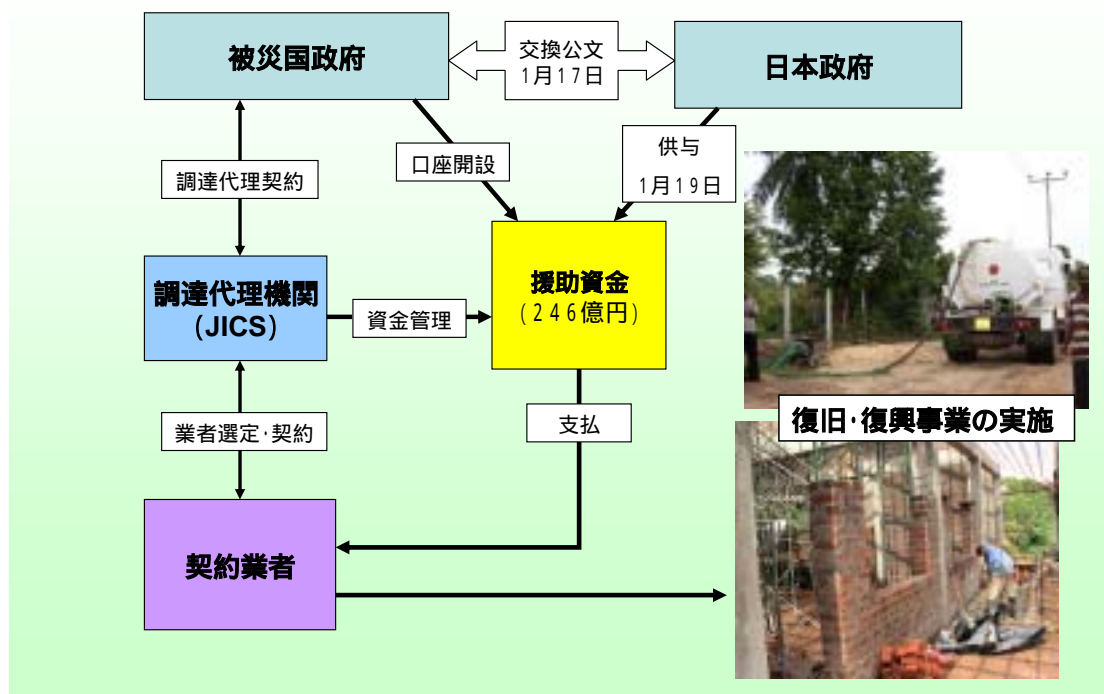 被災国政府
交換公文
1月17日
日本政府
調達代理契約
口座開設
供与
1月19日
調達代理機関
(JICS)
資金管理
援助資金
(246億円)
業者選定･契約
支払
復旧･復興事業の実施
契約業者